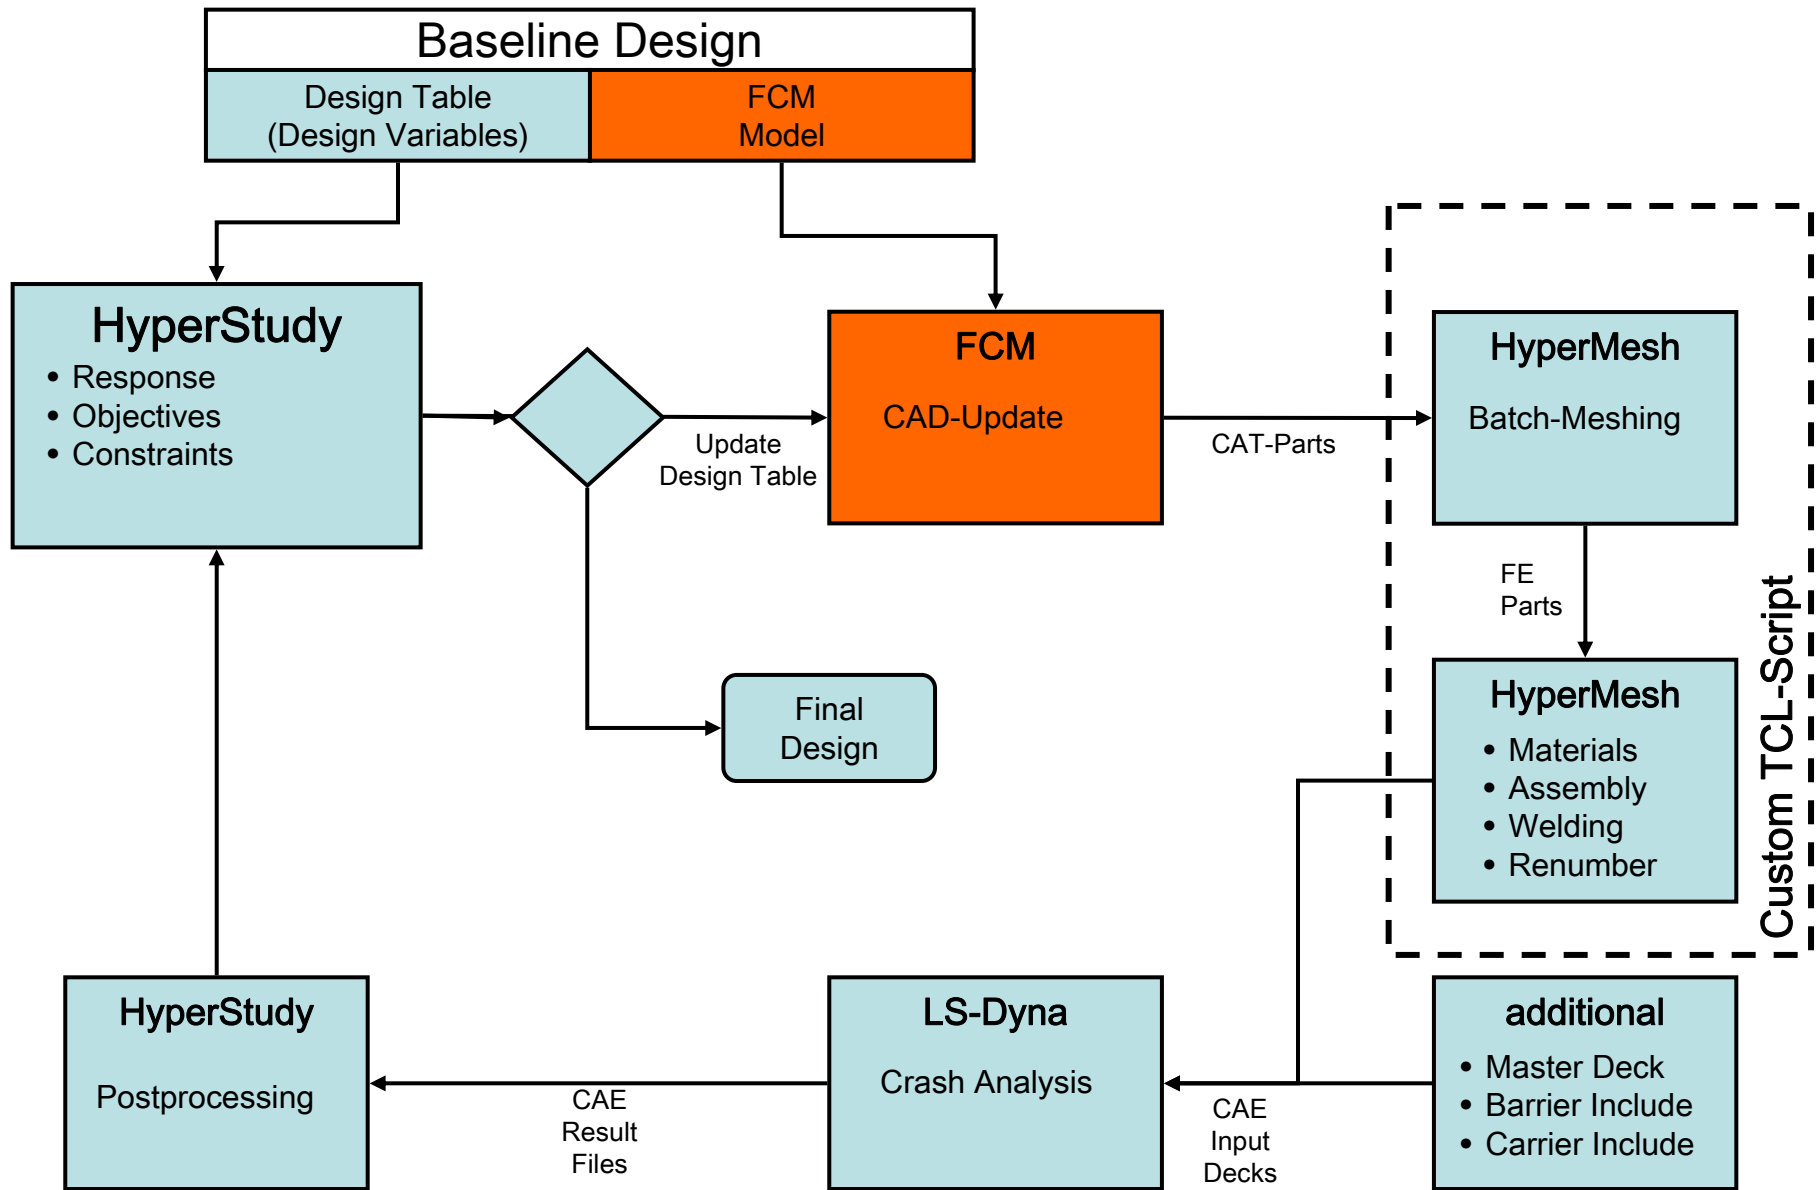 Baseline Design
Design Table
(Design Variables)
FCM
Model
HyperStudy
• Response
• Objectives
• Constraints
Update
Design Table
FCM
CAD-Update
CAT-Parts
HyperMesh
Batch-Meshing
FE
Parts
HyperMesh
• Materials
• Assembly
• Welding
• Renumber
Custom TCL-Script
Final
Design
HyperStudy
Postprocessing
CAE
Result
Files
LS-Dyna
Crash Analysis
CAE
Input
Decks
additional
• Master Deck
• Barrier Include
• Carrier Include